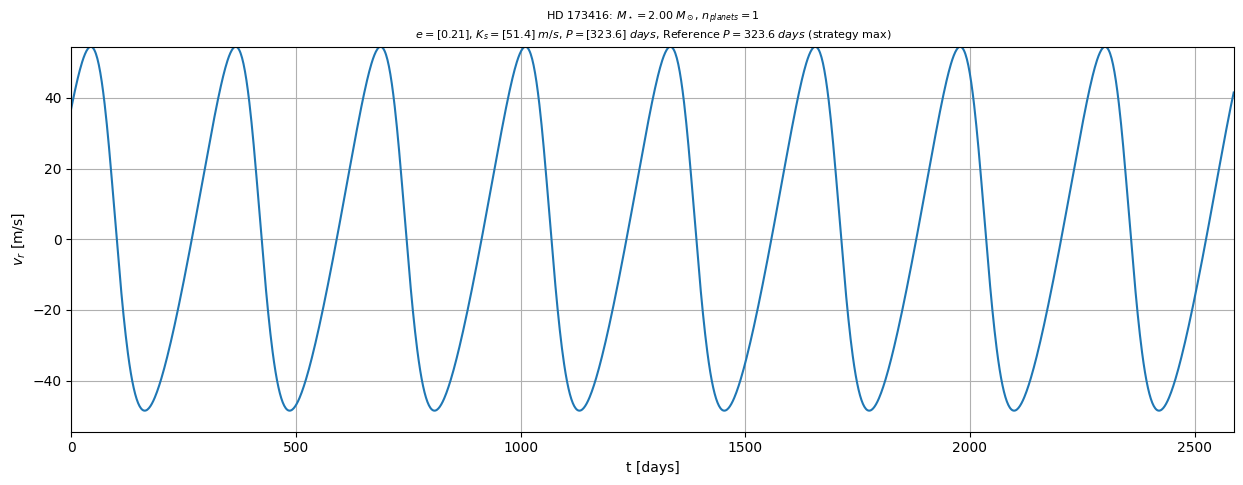 HD 173416: $M_\star = 2.00\ M_\odot$, $n_{planets} = 1$
$e = [0.21]$, $K_s = [51.4]\ m/s$, $P = [323.6]\ days$, Reference $P = 323.6\ days$ (strategy max)
40
20
0
−20
−40
$v_r$ [m/s]
0 500 1000 1500 2000 2500
t [days]